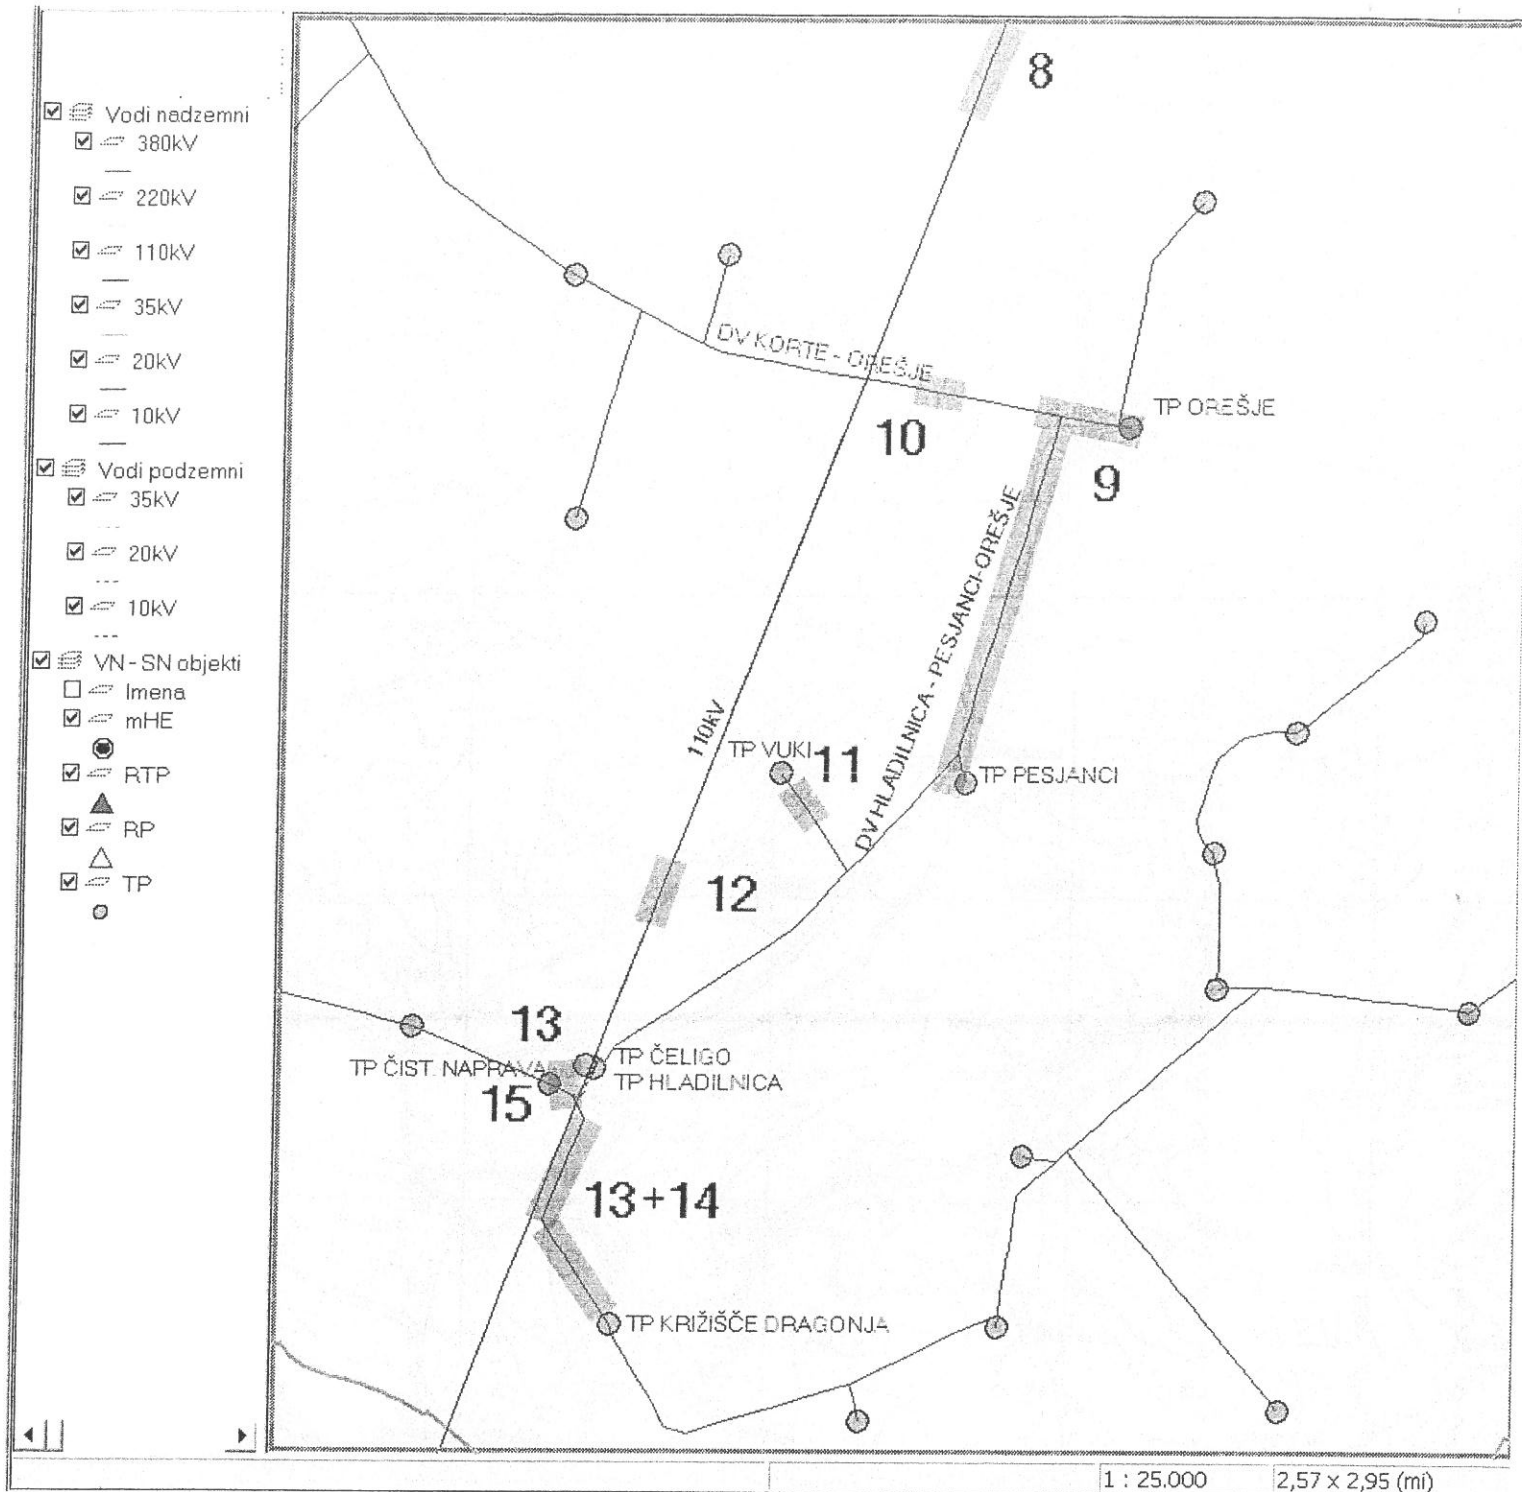 Vodi nadzemni
380kV
220kV
110kV
35kV
20kV
10kV
Vodi podzemni
35kV
20kV
10kV
VN - SN objekti
Imena
mHE
RTP
RP
TP
8
DV KORTE - OREŠJE
TP OREŠJE
10
9
DV HLADILNICA - PESJANCI-OREŠJE
110kV
TP VUKI
11
TP PESJANCI
12
13
TP ČELIGO
TP ČIST. NAPRAVA
TP HLADILNICA
15
13+14
TP KRIŽIŠČE DRAGONJA
1 : 25.000
2,57 x 2,95 (mi)